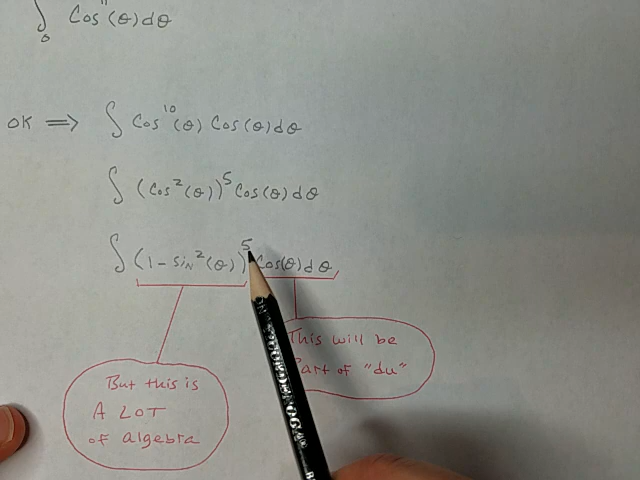 ∫₀ Cos¹¹(θ)dθ
OK ⟹ ∫ Cos¹⁰(θ) Cos(θ)dθ
∫ (Cos²(θ))⁵ Cos(θ)dθ
∫ (1 - SiN²(θ))⁵ Cos(θ)dθ
This will be
Part of "du"
But this is
A LOT
of algebra